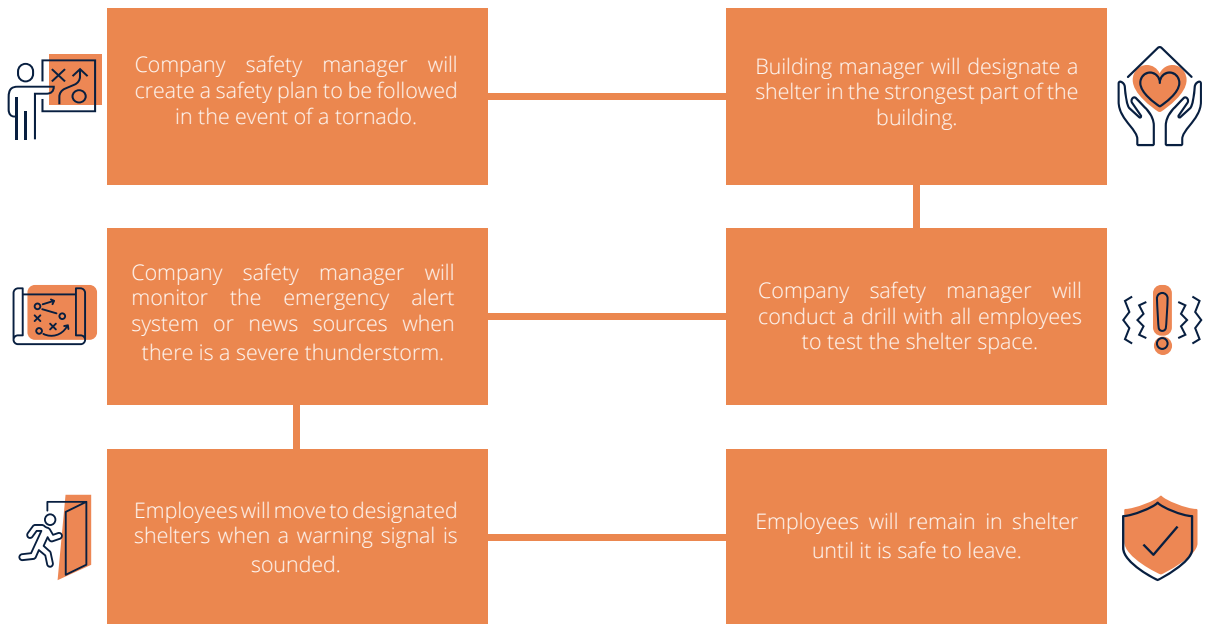 Company safety manager will
create a safety plan to be followed
in the event of a tornado.
Building manager will designate a
shelter in the strongest part of the
building.
Company safety manager will
conduct a drill with all employees
to test the shelter space.
Company safety manager will
monitor the emergency alert
system or news sources when
there is a severe thunderstorm.
Employees will move to designated
shelters when a warning signal is
sounded.
Employees will remain in shelter
until it is safe to leave.